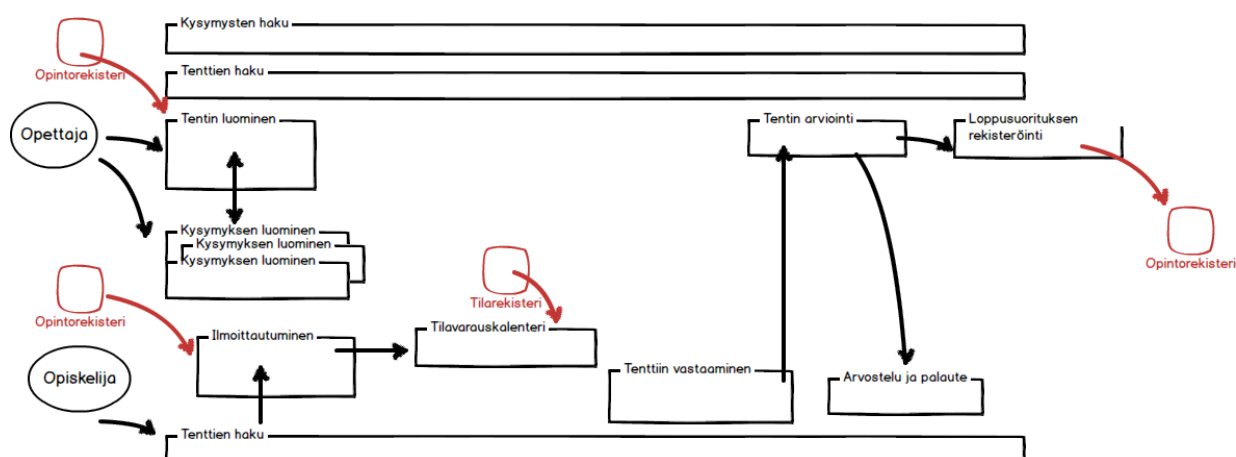 Kysymysten haku
Opintorekisteri
Tenttien haku
Opettaja
Tentin luominen
Tentin arviointi
Loppusuorituksen
rekisteröinti
Kysymyksen luominen
Kysymyksen luominen
Kysymyksen luominen
Opintorekisteri
Opintorekisteri
Tilarekisteri
Ilmoittautuminen
Tilavarauskalenteri
Opiskelija
Tenttiin vastaaminen
Arvostelu ja palaute
Tenttien haku